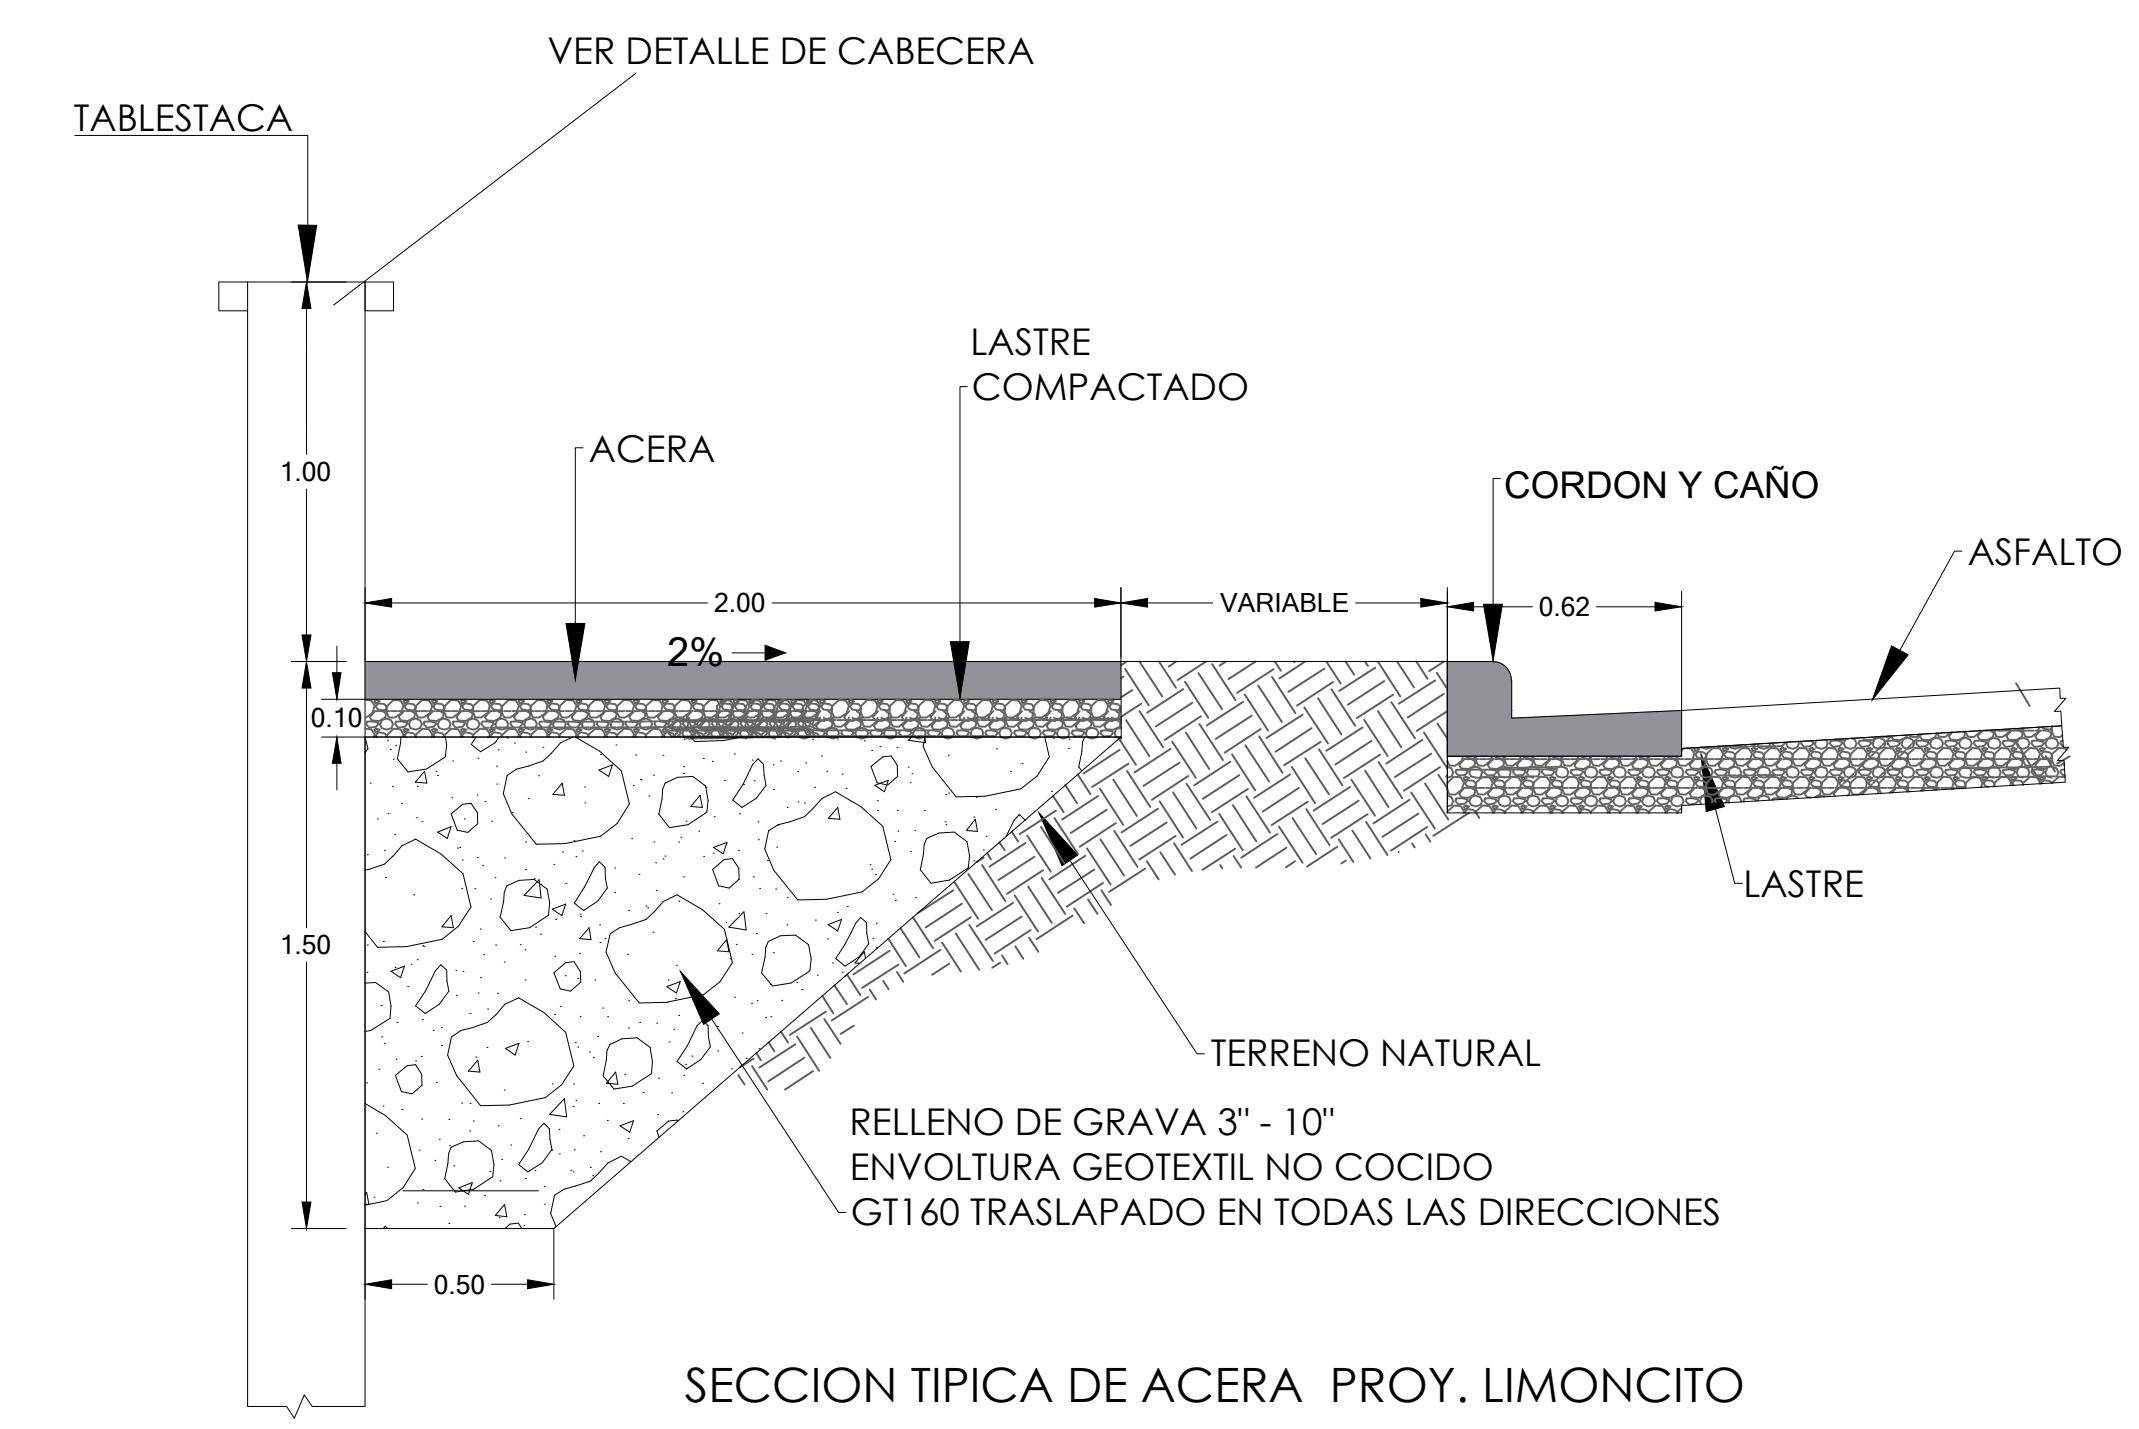 VER DETALLE DE CABECERA
TABLESTACA
LASTRE
COMPACTADO
ACERA
1.00
CORDON Y CAÑO
ASFALTO
2.00
VARIABLE
0.62
2%
0.10
LASTRE
1.50
TERRENO NATURAL
RELLENO DE GRAVA 3" - 10"
ENVOLTURA GEOTEXTIL NO COCIDO
GT160 TRASLAPADO EN TODAS LAS DIRECCIONES
0.50
SECCION TIPICA DE ACERA PROY. LIMONCITO